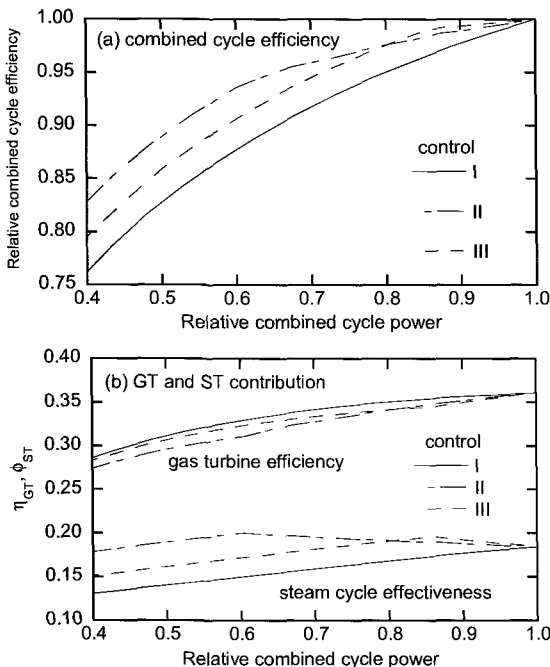 (a) combined cycle efficiency
Relative combined cycle efficiency
1.00
0.95
0.90
0.85
0.80
0.75
control
I
II
III
0.4 0.5 0.6 0.7 0.8 0.9 1.0
Relative combined cycle power
(b) GT and ST contribution
η_GT, ϕ_ST
0.40
0.35
0.30
0.25
0.20
0.15
0.10
control
I
II
III
gas turbine efficiency
steam cycle effectiveness
0.4 0.5 0.6 0.7 0.8 0.9 1.0
Relative combined cycle power